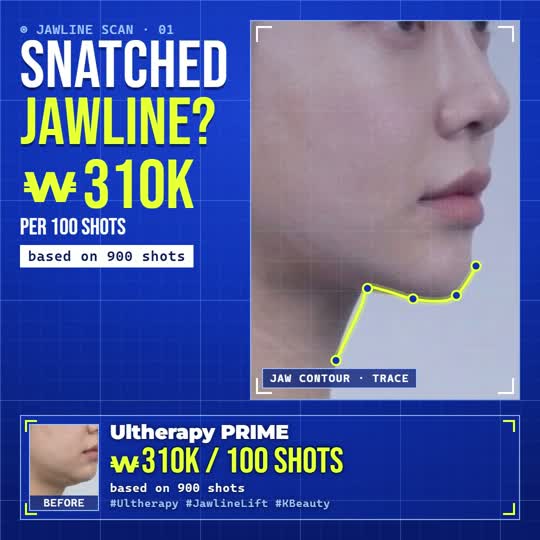 ⊙ JAWLINE SCAN · 01
SNATCHED
JAWLINE?
₩310K
PER 100 SHOTS
based on 900 shots
JAW CONTOUR · TRACE
BEFORE
Ultherapy PRIME
₩310K / 100 SHOTS
based on 900 shots
#Ultherapy #JawlineLift #KBeauty